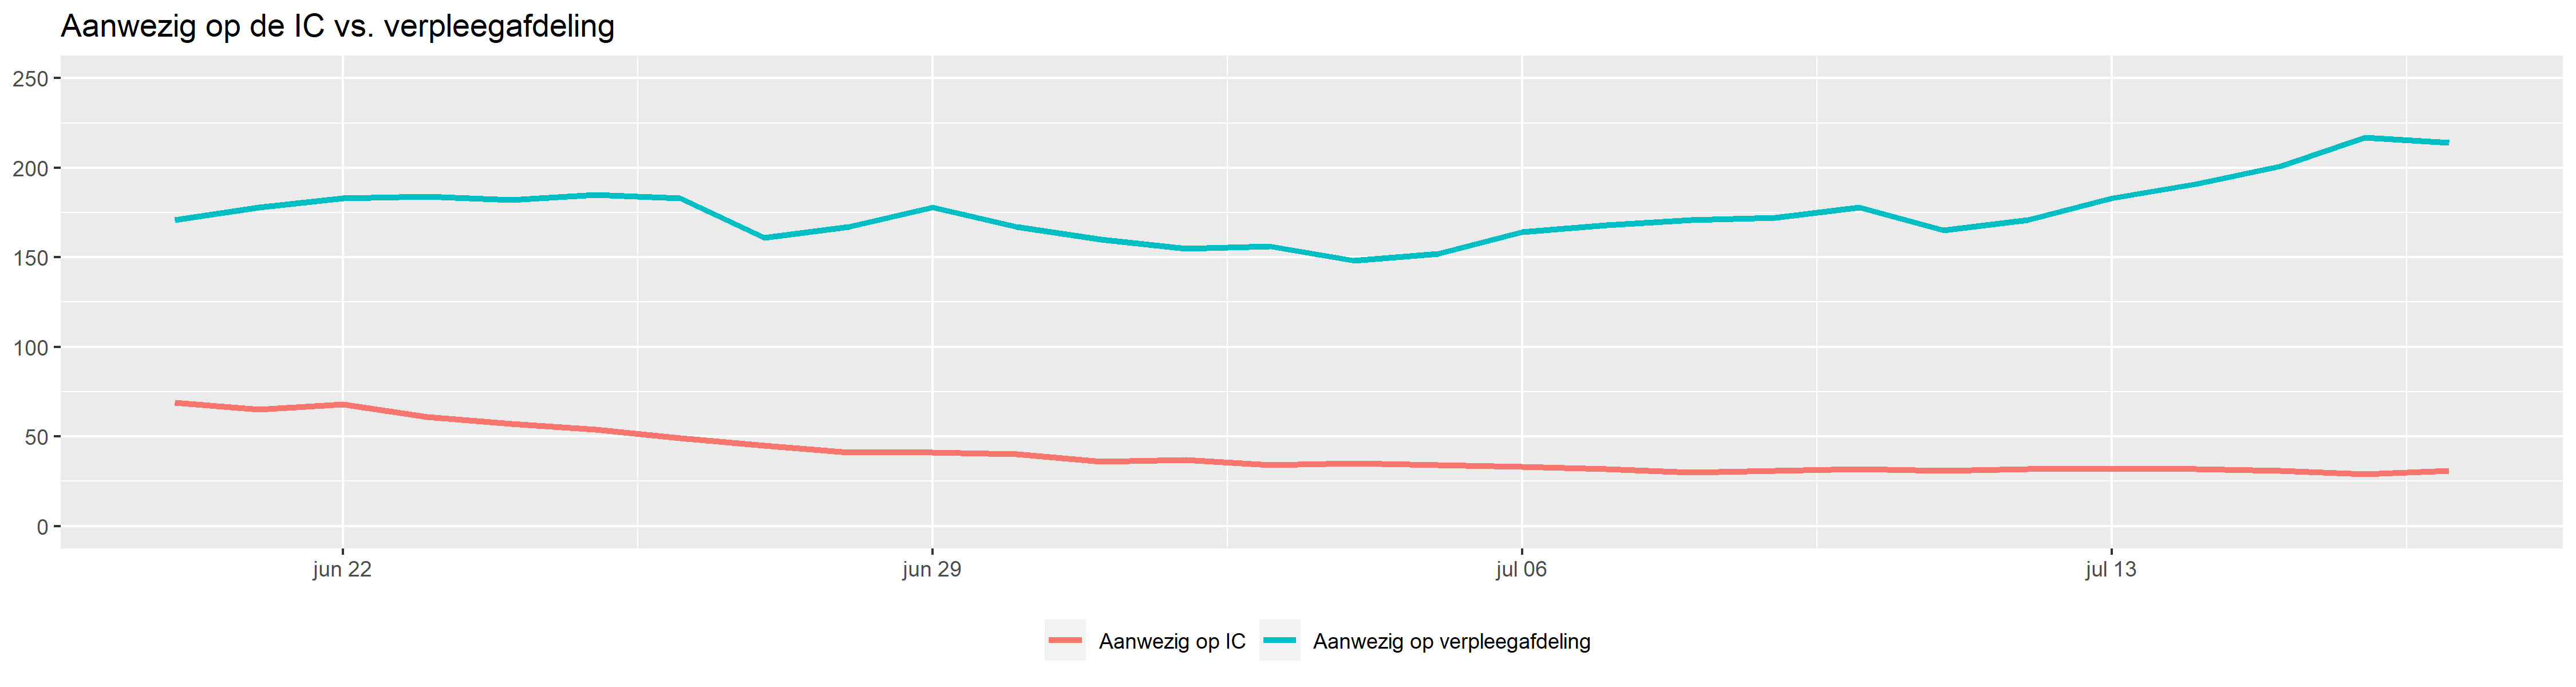 Aanwezig op de IC vs. verpleegafdeling
250
200
150
100
50
0
jun 22 jun 29 jul 06 jul 13
Aanwezig op IC Aanwezig op verpleegafdeling